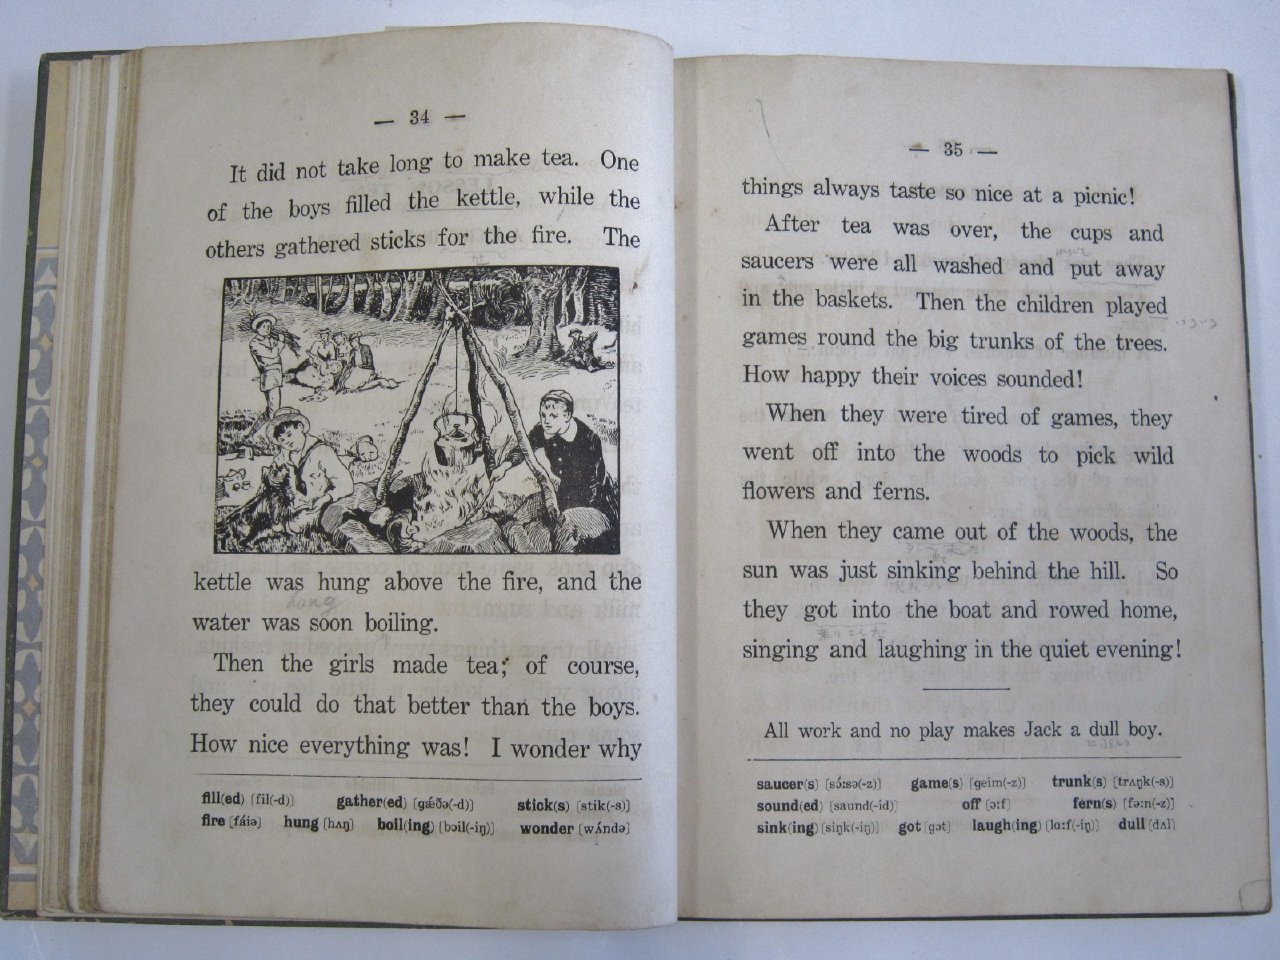 — 34 —
It did not take long to make tea. One
of the boys filled the kettle, while the
others gathered sticks for the fire. The
kettle was hung above the fire, and the
hang
water was soon boiling.
Then the girls made tea; of course,
they could do that better than the boys.
How nice everything was! I wonder why
fill(ed) [fil(-d)] gather(ed) [gǽðə(-d)] stick(s) [stik(-s)]
fire [fáiə] hung [hʌŋ] boil(ing) [bɔil(-iŋ)] wonder [wʌ́ndə]
— 35 —
things always taste so nice at a picnic!
After tea was over, the cups and
saucers were all washed and put away
in the baskets. Then the children played
games round the big trunks of the trees.
How happy their voices sounded!
When they were tired of games, they
went off into the woods to pick wild
flowers and ferns.
When they came out of the woods, the
sun was just sinking behind the hill. So
they got into the boat and rowed home,
singing and laughing in the quiet evening!
All work and no play makes Jack a dull boy.
saucer(s) [sɔ́:sə(-z)] game(s) [geim(-z)] trunk(s) [trʌŋk(-s)]
sound(ed) [saund(-id)] off [ɔ:f] fern(s) [fə:n(-z)]
sink(ing) [siŋk(-iŋ)] got [gɔt] laugh(ing) [lɑ:f(-iŋ)] dull [dʌl]